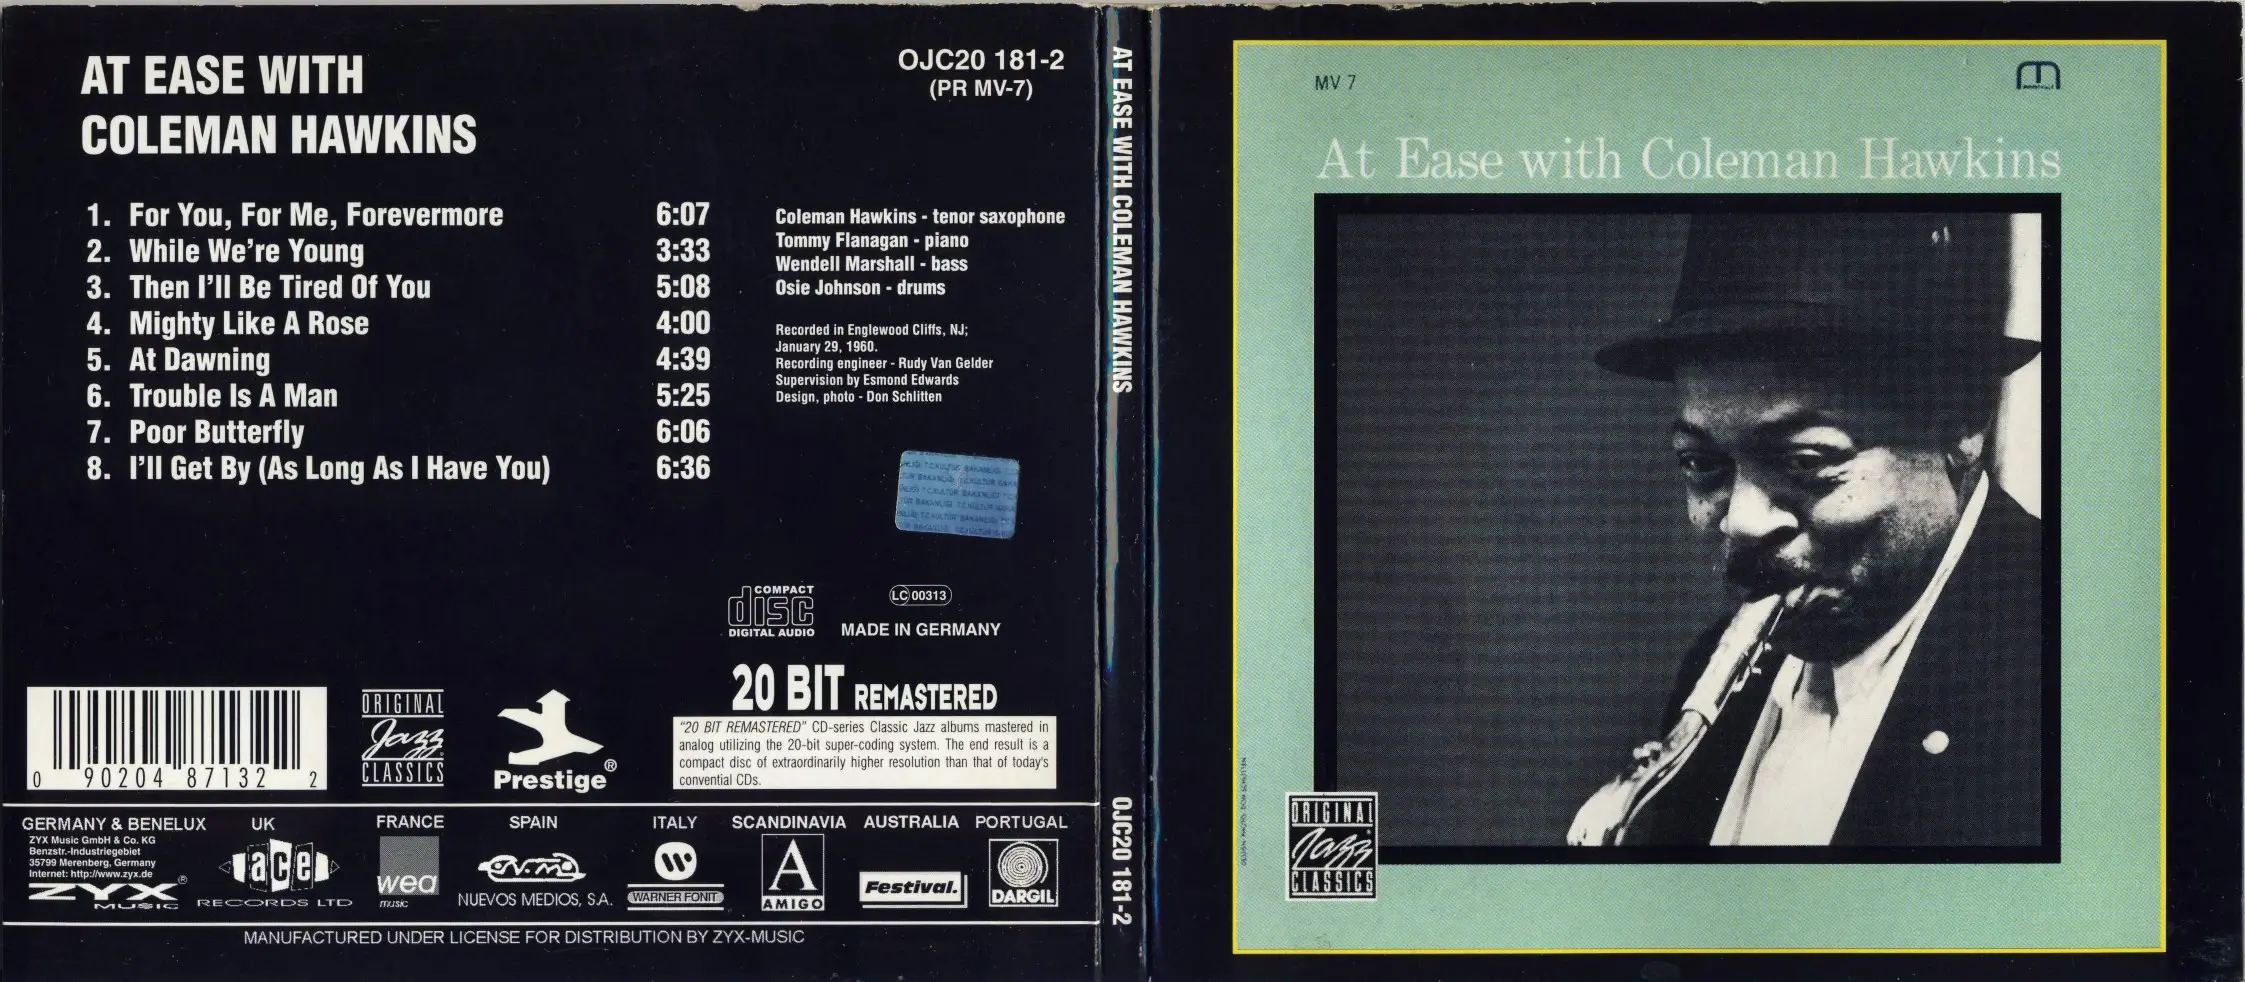 AT EASE WITH
COLEMAN HAWKINS
OJC20 181-2
(PR MV-7)
1. For You, For Me, Forevermore 6:07
2. While We're Young 3:33
3. Then I'll Be Tired Of You 5:08
4. Mighty Like A Rose 4:00
5. At Dawning 4:39
6. Trouble Is A Man 5:25
7. Poor Butterfly 6:06
8. I'll Get By (As Long As I Have You) 6:36
Coleman Hawkins - tenor saxophone
Tommy Flanagan - piano
Wendell Marshall - bass
Osie Johnson - drums
Recorded in Englewood Cliffs, NJ;
January 29, 1960.
Recording engineer - Rudy Van Gelder
Supervision by Esmond Edwards
Design, photo - Don Schlitten
T.C.KÜLTÜR BAKANLIGI
COMPACT
disc
DIGITAL AUDIO
LC 00313
MADE IN GERMANY
20 BIT REMASTERED
"20 BIT REMASTERED" CD-series Classic Jazz albums mastered in
analog utilizing the 20-bit super-coding system. The end result is a
compact disc of extraordinarily higher resolution than that of today's
convential CDs.
0 90204 87132 2
ORIGINAL
Jazz
CLASSICS
Prestige®
GERMANY & BENELUX
ZYX Music GmbH & Co. KG
Benzstr.-Industriegebiet
35799 Merenberg, Germany
Internet: http://www.zyx.de
ZYX®
MUSIC
UK
ace
RECORDS LTD
FRANCE
wea
music
SPAIN
n.m.
NUEVOS MEDIOS, S.A.
ITALY
WARNER FONIT
SCANDINAVIA
A
AMIGO
AUSTRALIA
Festival.
PORTUGAL
DARGIL
MANUFACTURED UNDER LICENSE FOR DISTRIBUTION BY ZYX-MUSIC
AT EASE WITH COLEMAN HAWKINS
OJC20 181-2
MV 7
m
At Ease with Coleman Hawkins
ORIGINAL
Jazz
CLASSICS
DESIGN PHOTO DON SCHLITTEN